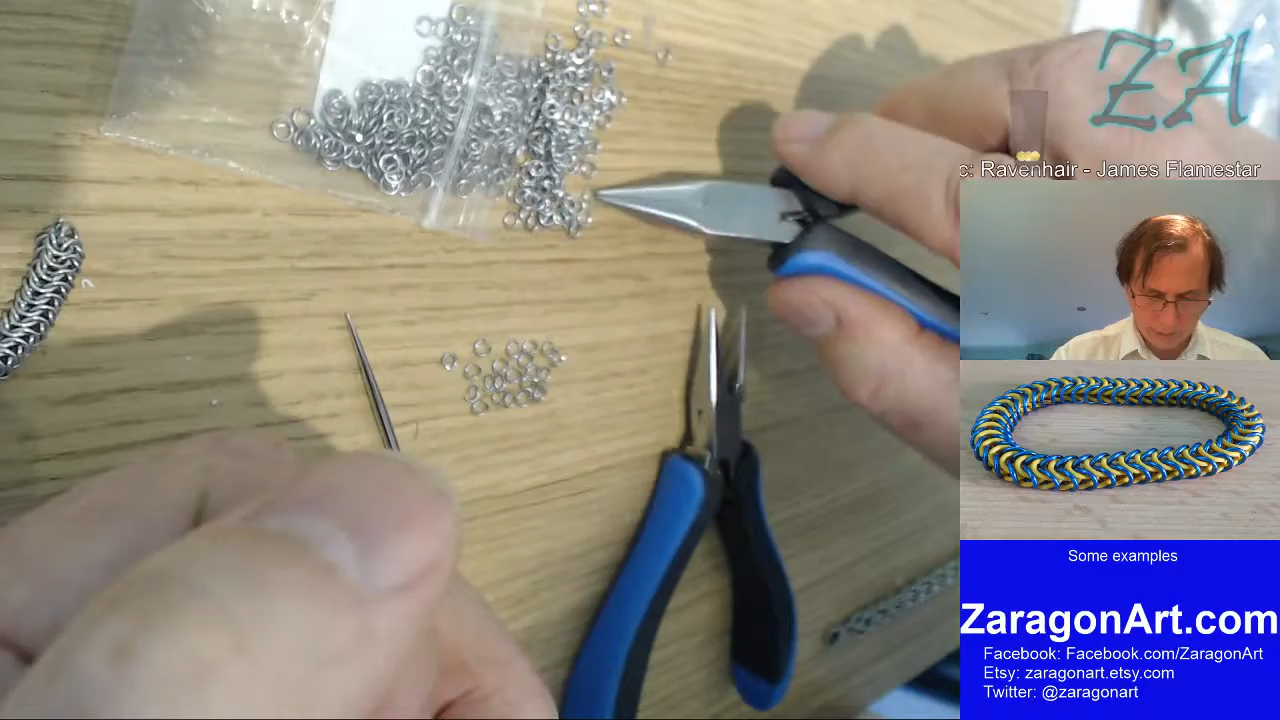 ZA
c: Ravenhair - James Flamestar
Some examples
ZaragonArt.com
Facebook: Facebook.com/ZaragonArt
Etsy: zaragonart.etsy.com
Twitter: @zaragonart